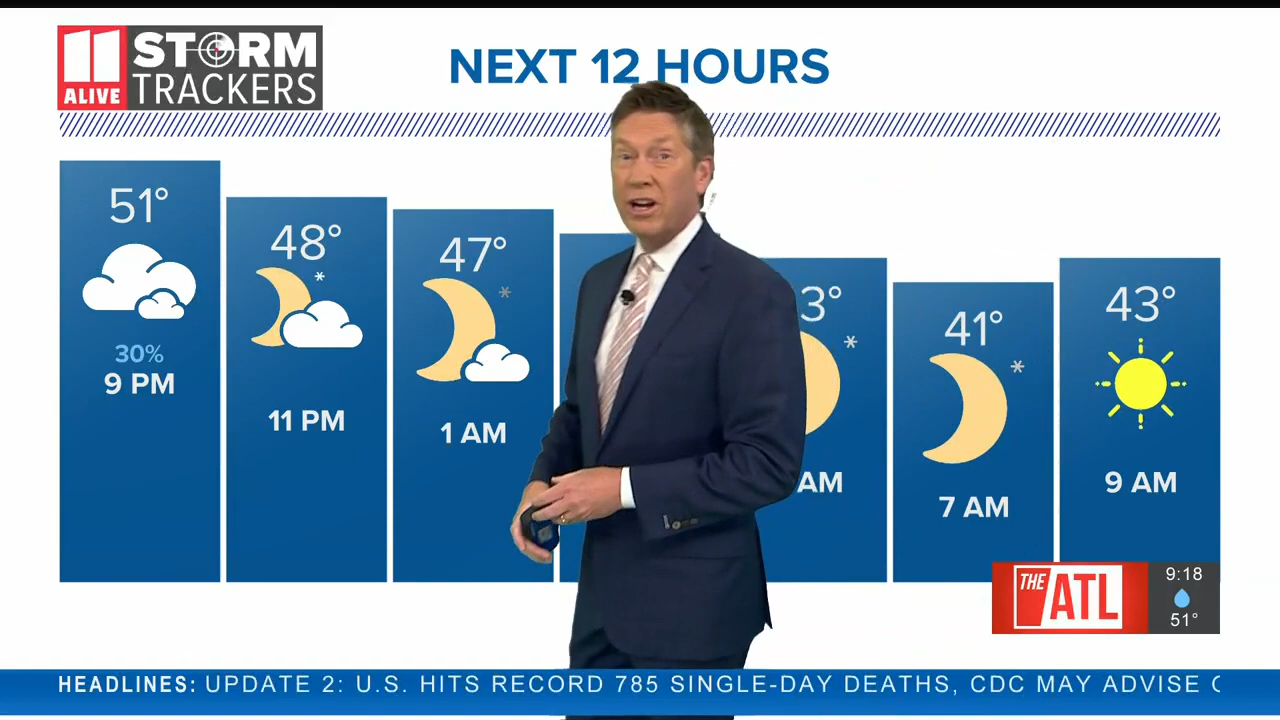 11 ALIVE
STORM TRACKERS
NEXT 12 HOURS
51°
30%
9 PM
48°
11 PM
47°
1 AM
3°
AM
41°
7 AM
43°
9 AM
THE ATL
9:18
51°
HEADLINES: UPDATE 2: U.S. HITS RECORD 785 SINGLE-DAY DEATHS, CDC MAY ADVISE